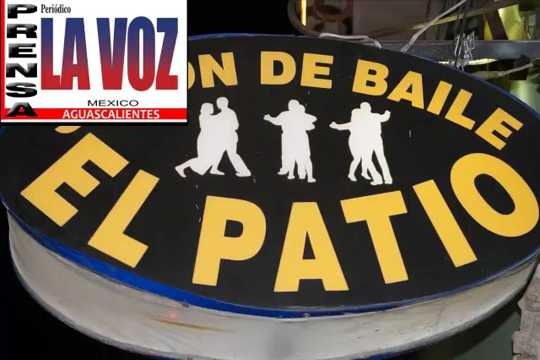 PRENSA
Periódico
LA VOZ
MEXICO
AGUASCALIENTES
ON DE BAILE
EL PATIO